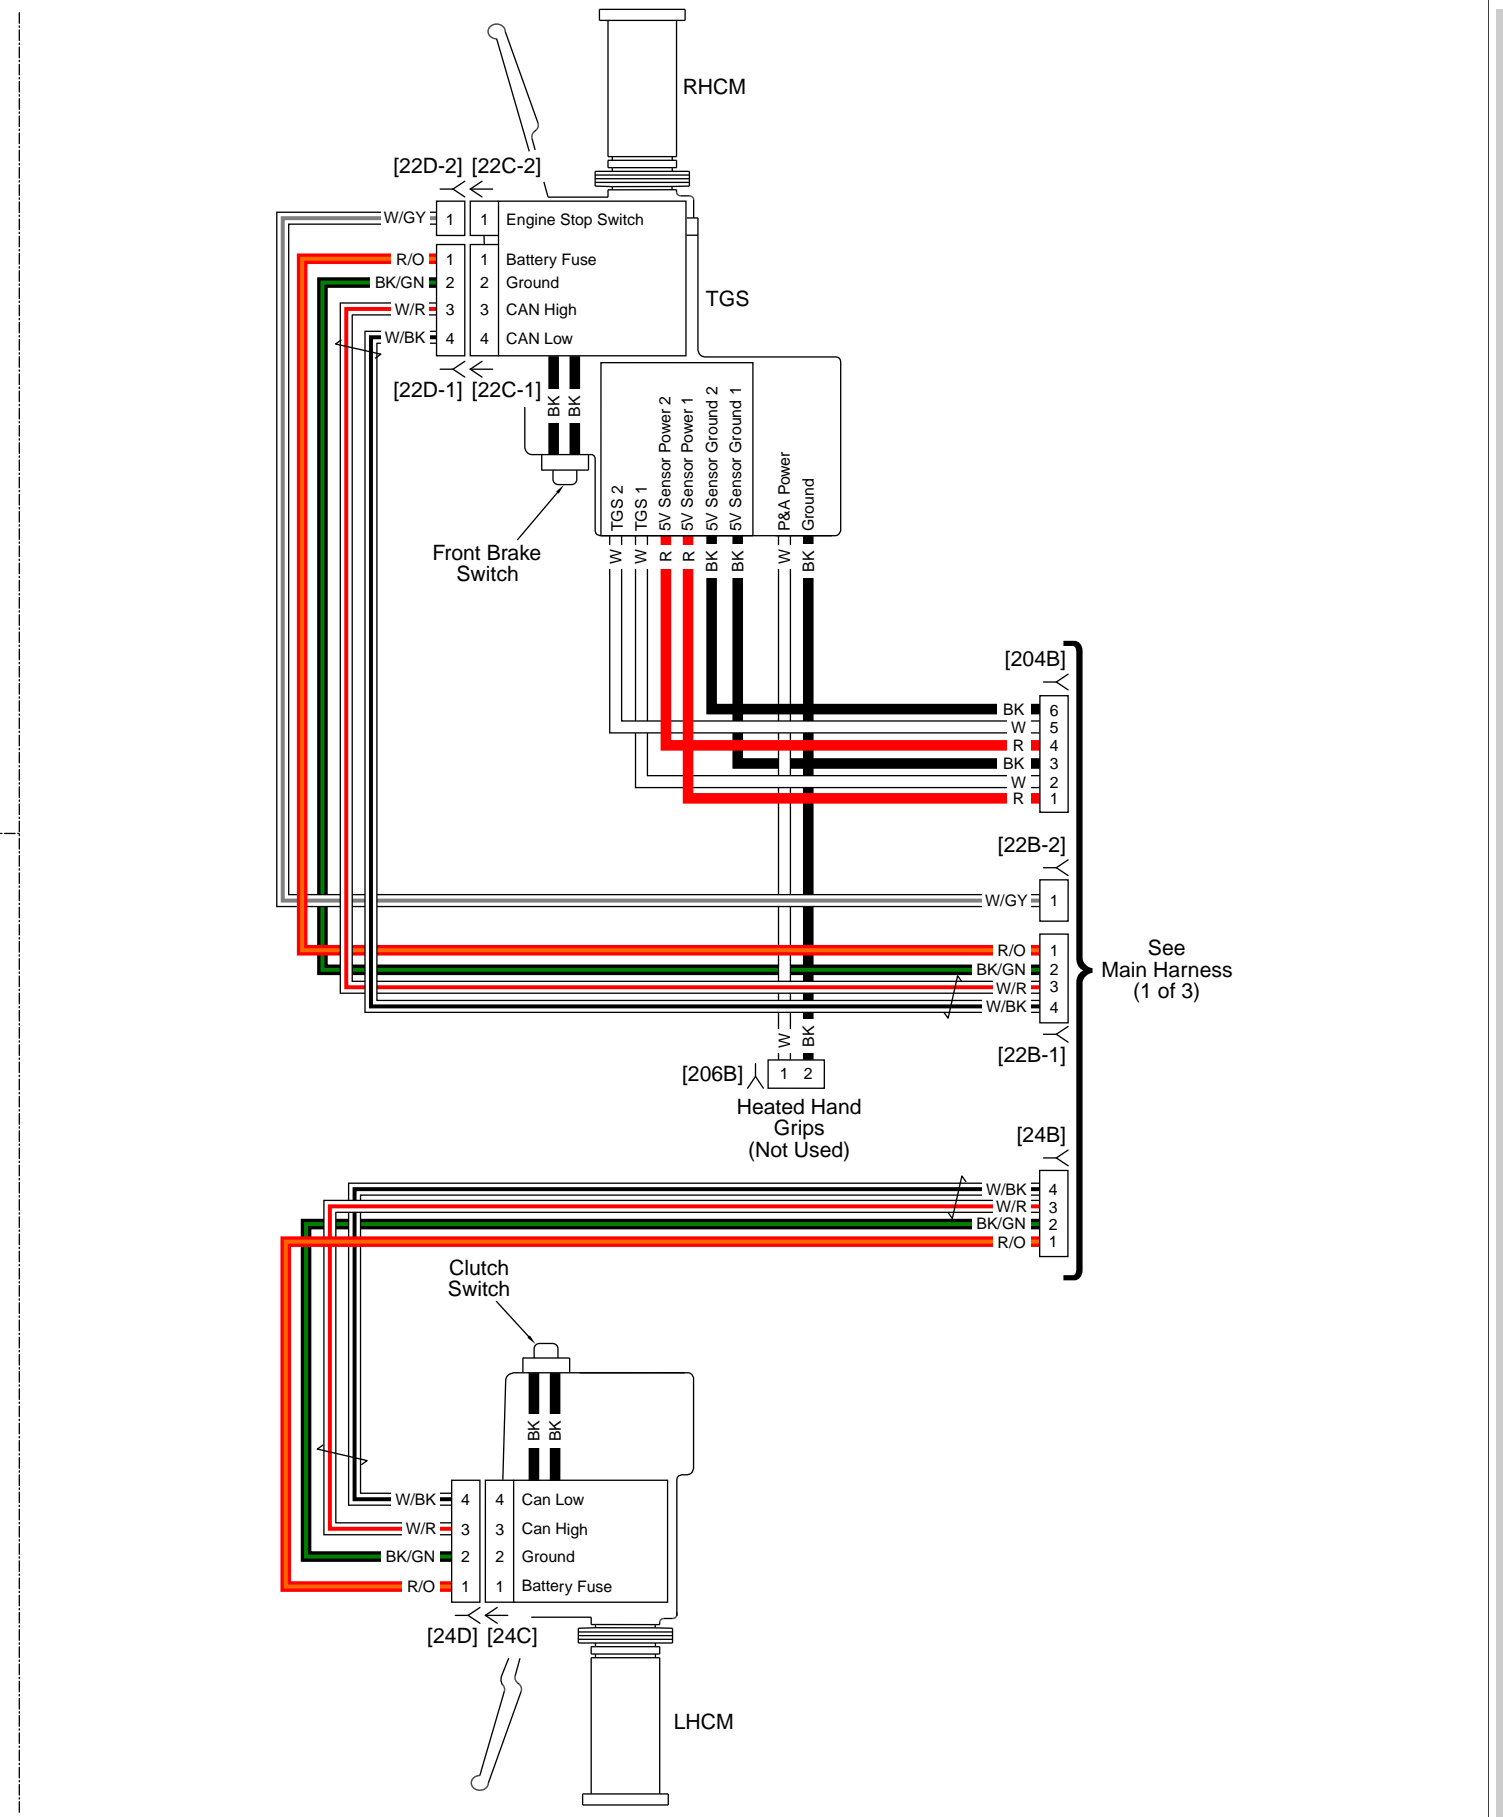 RHCM
[22D-2] [22C-2]
W/GY 1 1 Engine Stop Switch
R/O 1 1 Battery Fuse
BK/GN 2 2 Ground
W/R 3 3 CAN High
W/BK 4 4 CAN Low
TGS
[22D-1] [22C-1]
BK BK
Front Brake
Switch
TGS 2
TGS 1
5V Sensor Power 2
5V Sensor Power 1
5V Sensor Ground 2
5V Sensor Ground 1
P&A Power
Ground
W W R R BK BK W BK
[204B]
BK 6
W 5
R 4
BK 3
W 2
R 1
[22B-2]
W/GY 1
R/O 1
BK/GN 2
W/R 3
W/BK 4
[22B-1]
See
Main Harness
(1 of 3)
W BK
[206B] 1 2
Heated Hand
Grips
(Not Used)
[24B]
W/BK 4
W/R 3
BK/GN 2
R/O 1
Clutch
Switch
BK BK
W/BK 4 4 Can Low
W/R 3 3 Can High
BK/GN 2 2 Ground
R/O 1 1 Battery Fuse
[24D] [24C]
LHCM